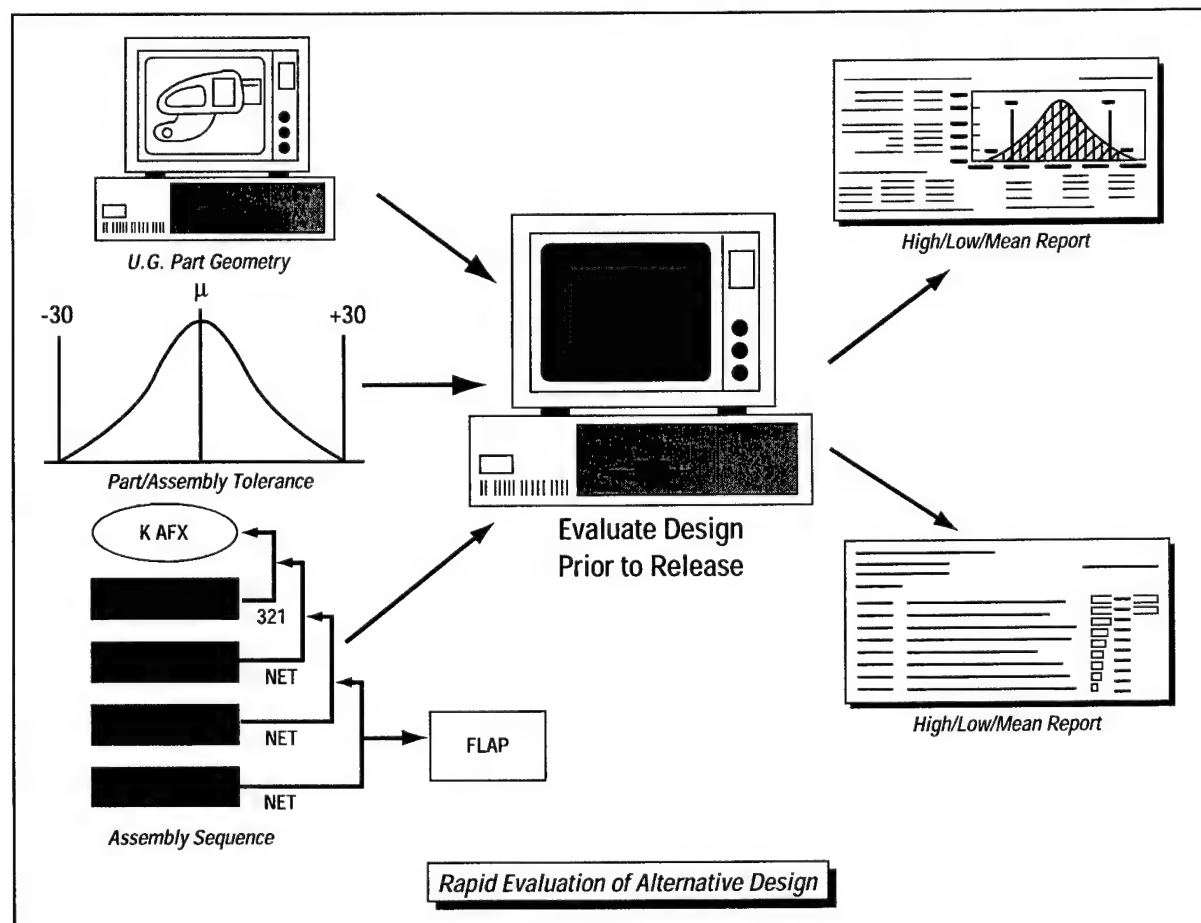 U.G. Part Geometry
-30
μ
+30
Part/Assembly Tolerance
K AFX
321
NET
NET
NET
FLAP
Assembly Sequence
Evaluate Design
Prior to Release
High/Low/Mean Report
High/Low/Mean Report
Rapid Evaluation of Alternative Design